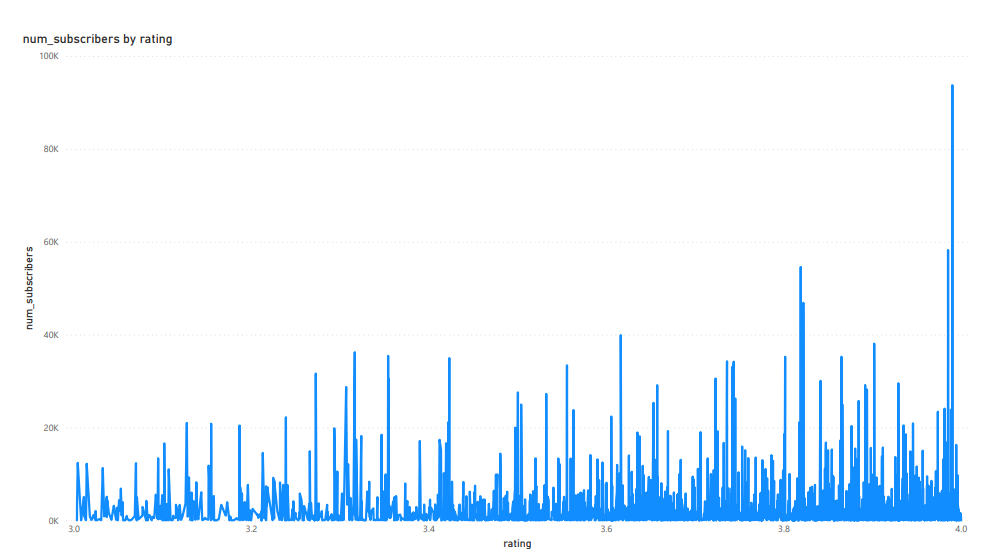 num_subscribers by rating
100K
80K
60K
40K
20K
0K
num_subscribers
3.0 3.2 3.4 3.6 3.8 4.0
rating